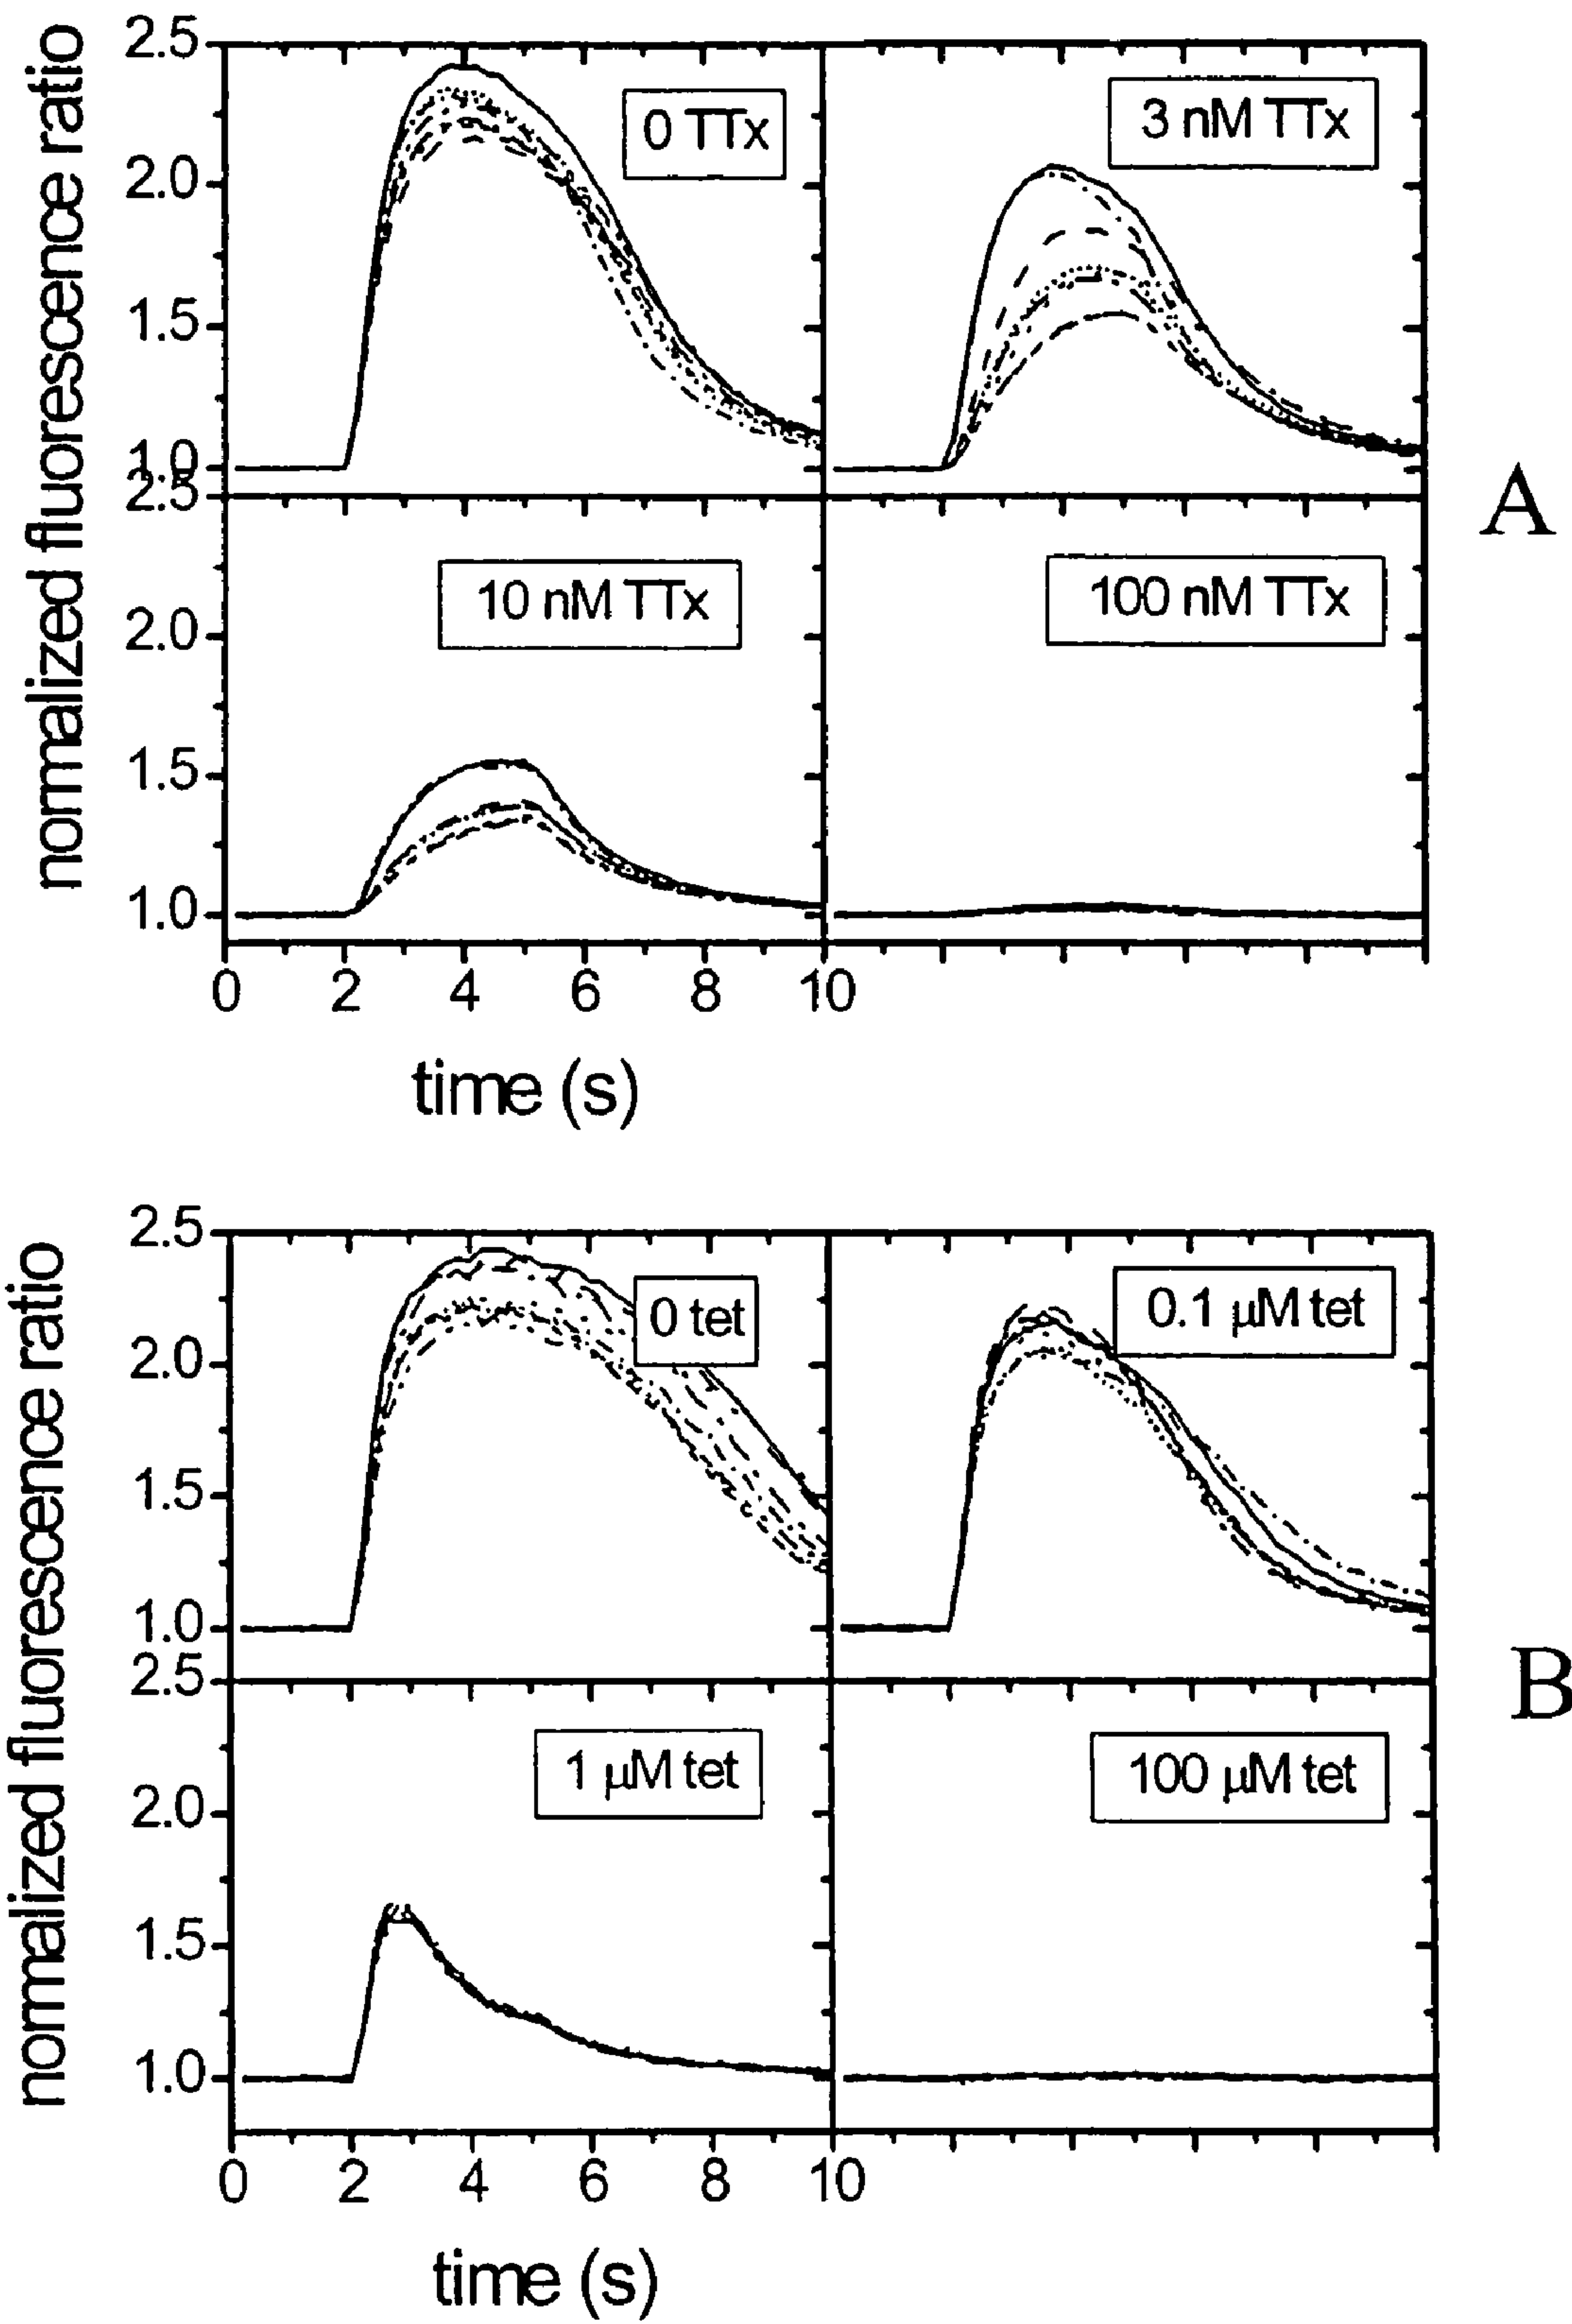 normalized fluorescence ratio
2.5
2.0
1.5
1.0
0 TTx
3 nM TTx
A
2.5
2.0
1.5
1.0
10 nM TTx
100 nM TTx
0 2 4 6 8 10
time (s)
normalized fluorescence ratio
2.5
2.0
1.5
1.0
0 tet
0.1 μM tet
B
2.5
2.0
1.5
1.0
1 μM tet
100 μM tet
0 2 4 6 8 10
time (s)